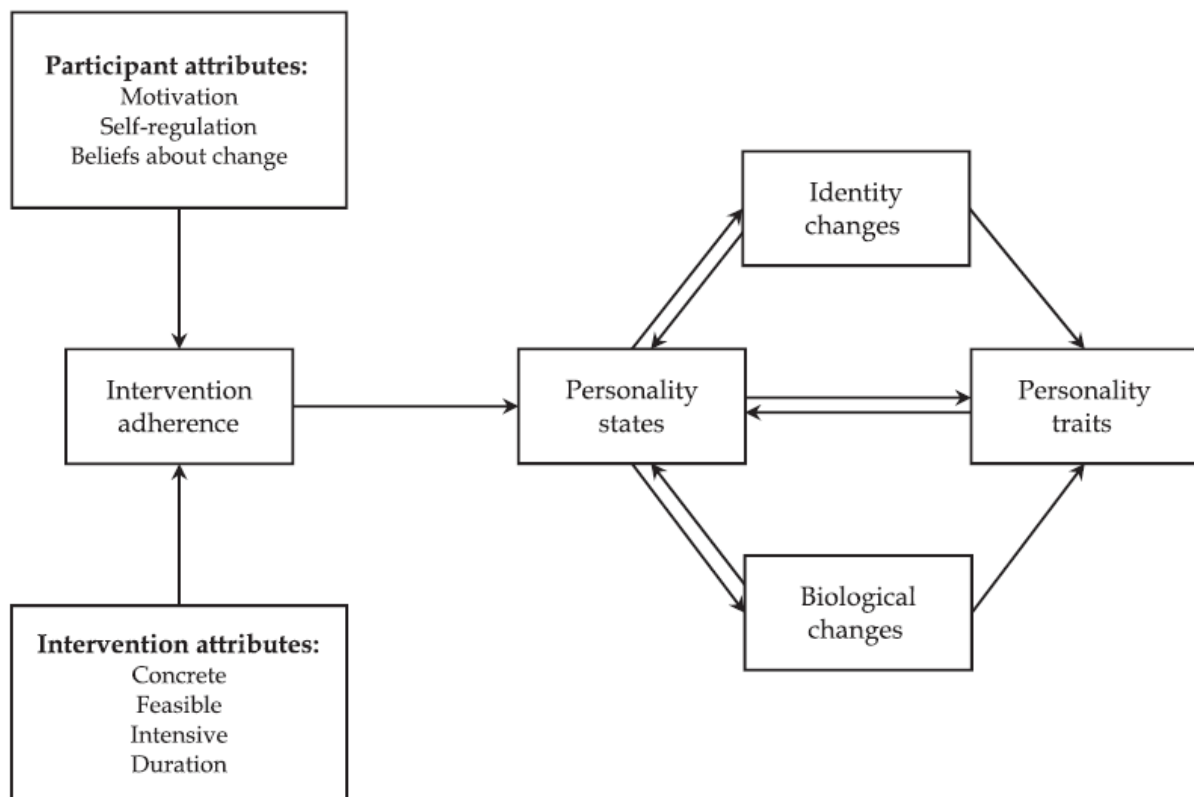 Participant attributes:
Motivation
Self-regulation
Beliefs about change
Identity
changes
Intervention
adherence
Personality
states
Personality
traits
Biological
changes
Intervention attributes:
Concrete
Feasible
Intensive
Duration